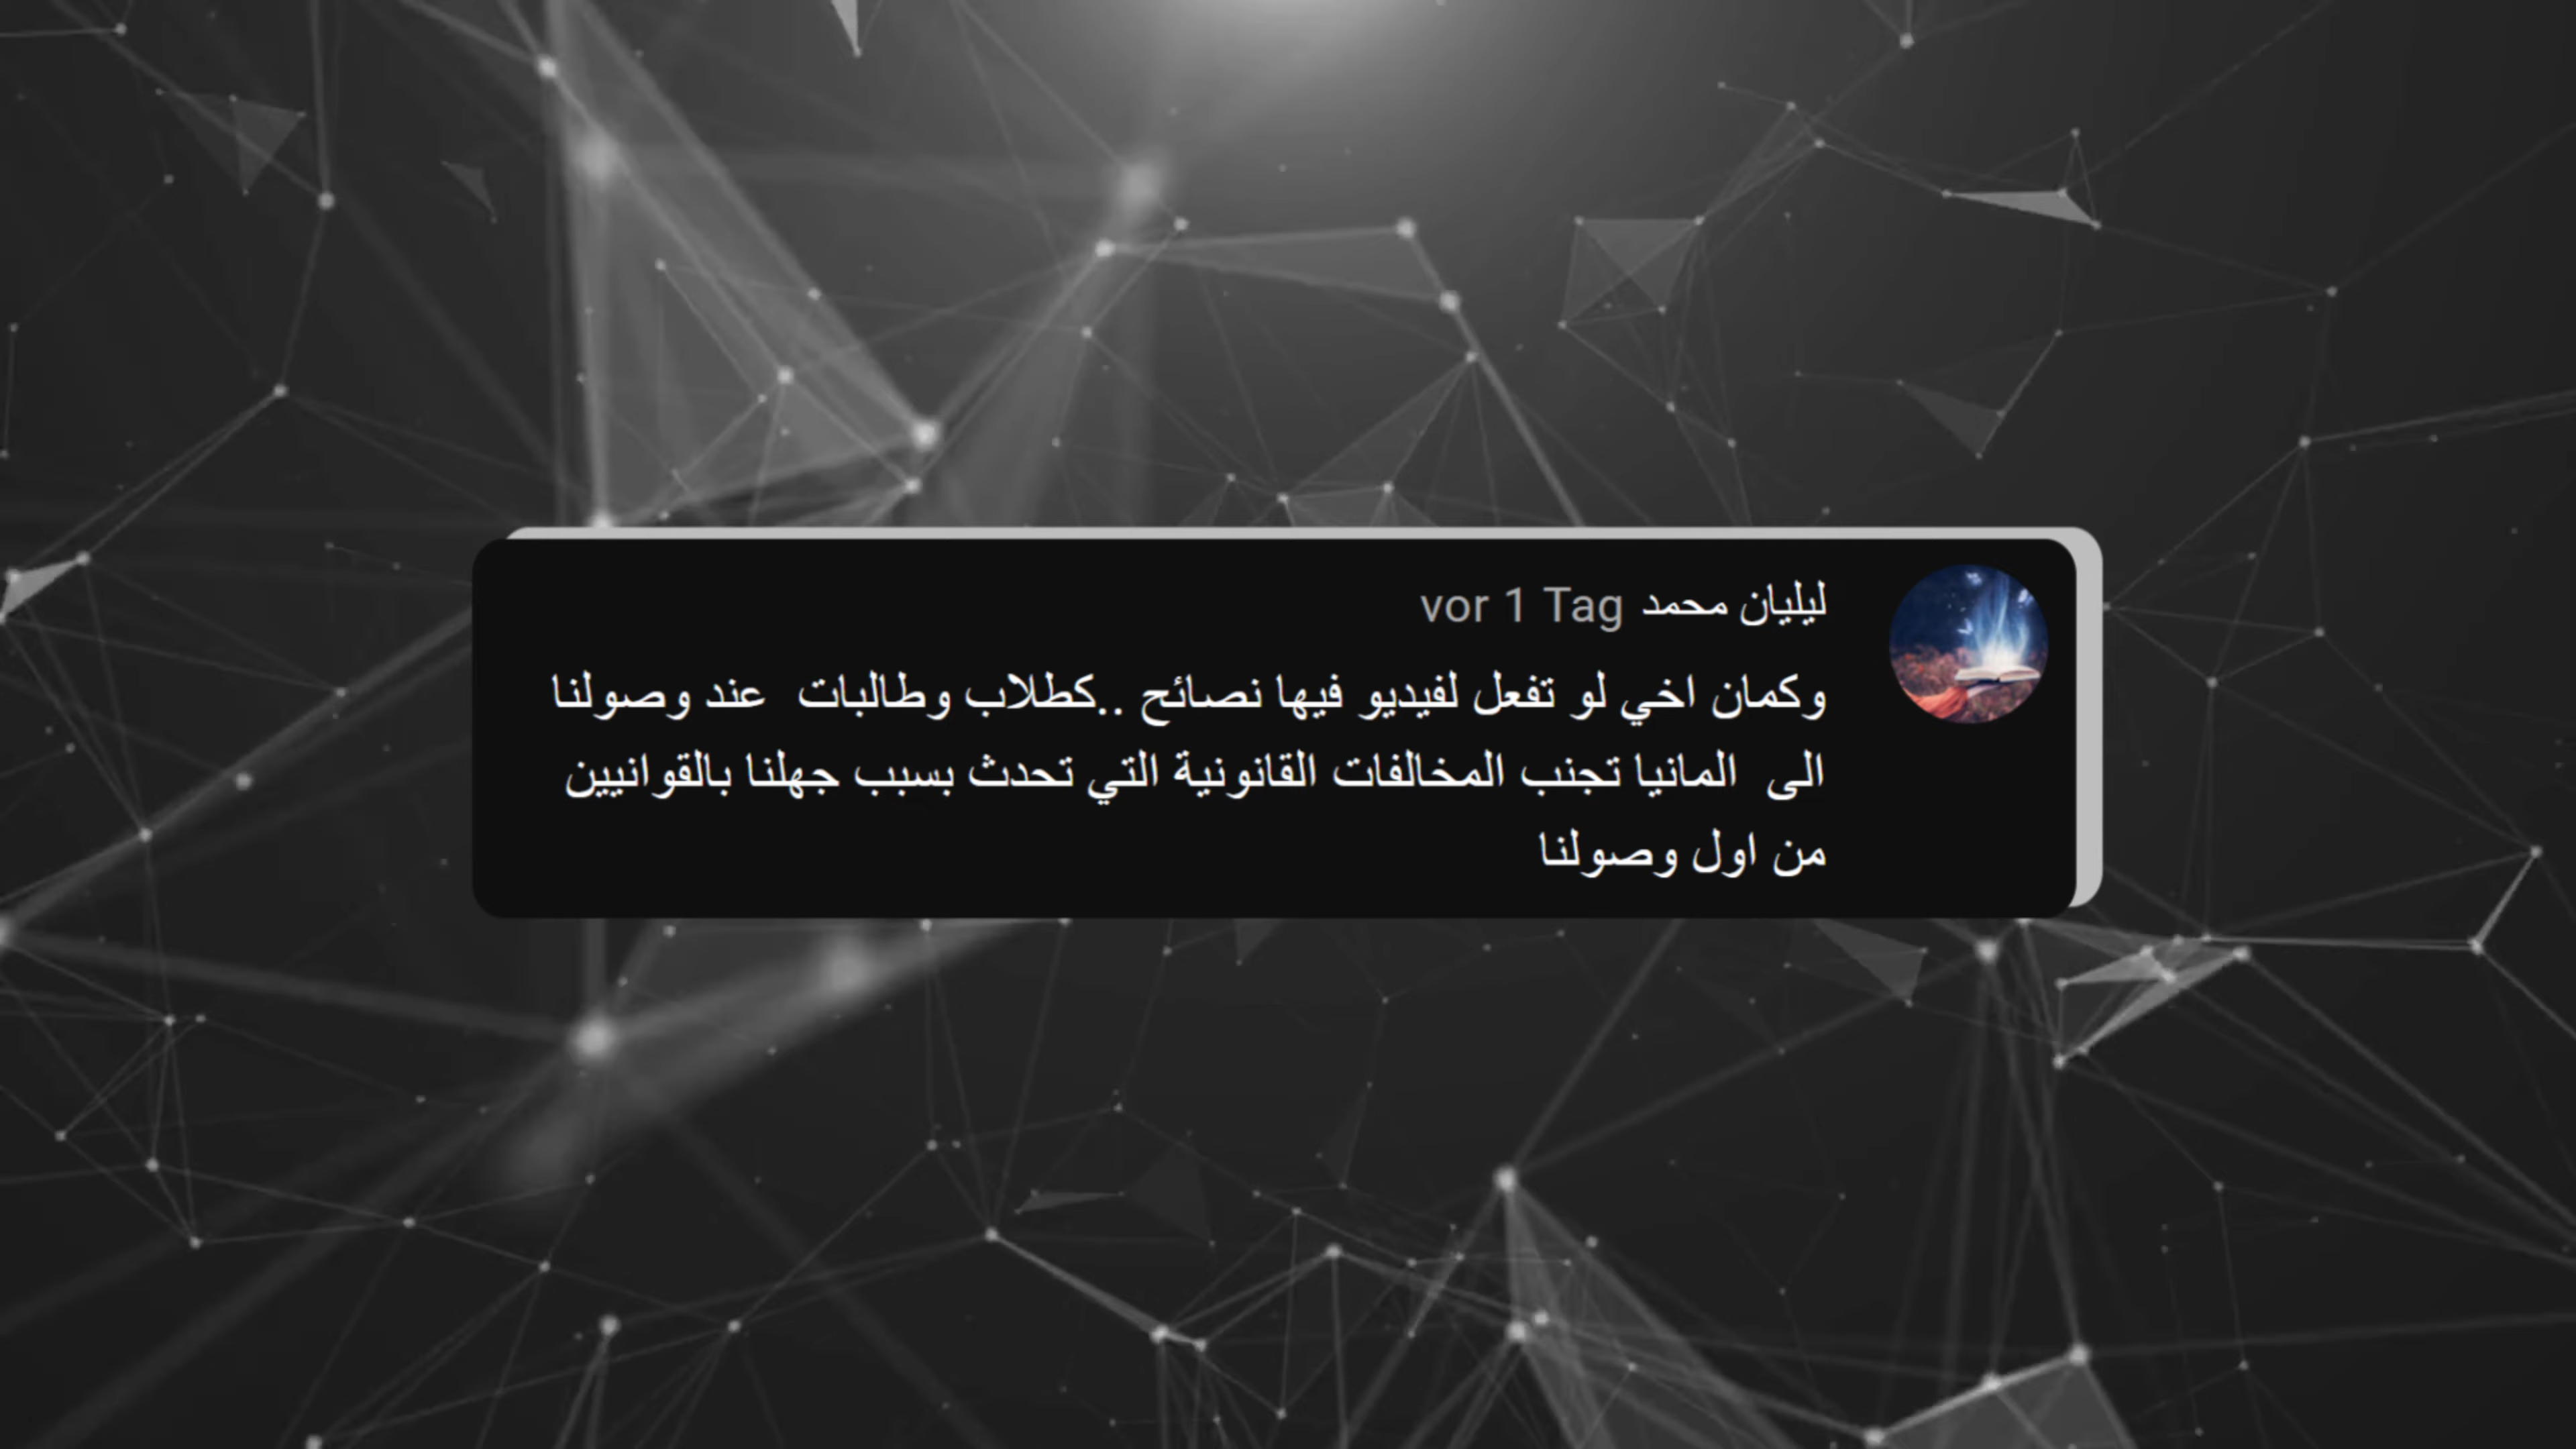 ليليان محمد vor 1 Tag
وكمان اخي لو تفعل لفيديو فيها نصائح ..كطلاب وطالبات  عند وصولنا
الى  المانيا تجنب المخالفات القانونية التي تحدث بسبب جهلنا بالقوانيين
من اول وصولنا